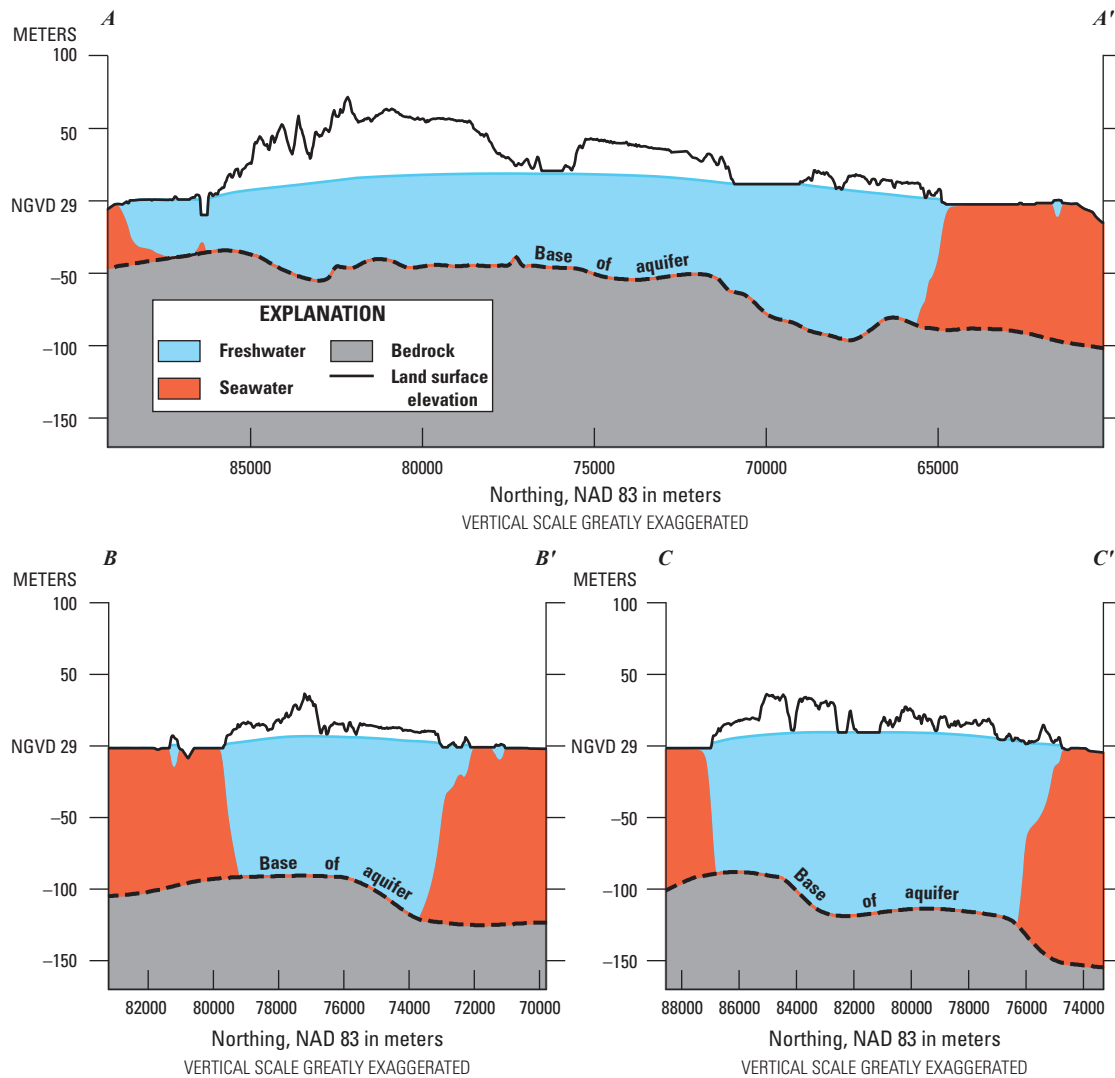 A
A'
METERS
100
50
NGVD 29
–50
–100
–150
Base of aquifer
EXPLANATION
Freshwater
Bedrock
Seawater
Land surface
elevation
85000
80000
75000
70000
65000
Northing, NAD 83 in meters
VERTICAL SCALE GREATLY EXAGGERATED
B
B'
METERS
100
50
NGVD 29
–50
–100
–150
Base of aquifer
82000
80000
78000
76000
74000
72000
70000
Northing, NAD 83 in meters
VERTICAL SCALE GREATLY EXAGGERATED
C
C'
METERS
100
50
NGVD 29
–50
–100
–150
Base of aquifer
88000
86000
84000
82000
80000
78000
76000
74000
Northing, NAD 83 in meters
VERTICAL SCALE GREATLY EXAGGERATED